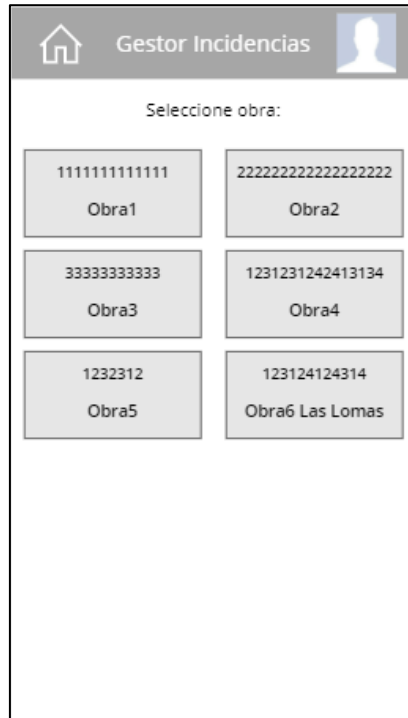 Gestor Incidencias
Seleccione obra:
1111111111111
Obra1
222222222222222222
Obra2
33333333333
Obra3
1231231242413134
Obra4
1232312
Obra5
123124124314
Obra6 Las Lomas